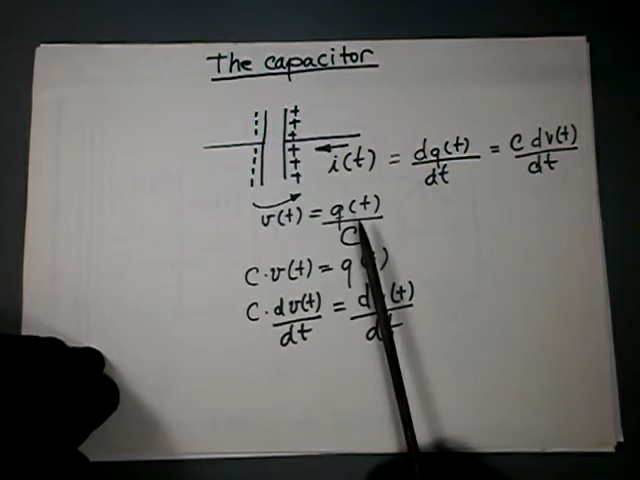 The capacitor
i(t) = dq(t)/dt = C dv(t)/dt
v(t) = q(t)/C
C·v(t) = q
C·dv(t)/dt = d (t)/d